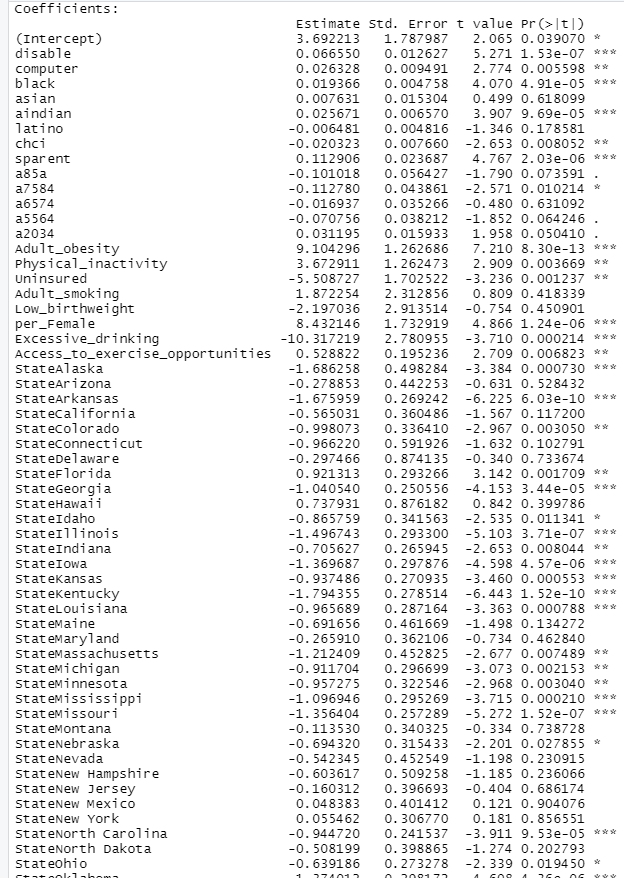 Coefficients:
Estimate Std. Error t value Pr(>|t|)
(Intercept) 3.692213 1.787987 2.065 0.039070 *
disable 0.066550 0.012627 5.271 1.53e-07 ***
computer 0.026328 0.009491 2.774 0.005598 **
black 0.019366 0.004758 4.070 4.91e-05 ***
asian 0.007631 0.015304 0.499 0.618099
aindian 0.025671 0.006570 3.907 9.69e-05 ***
latino -0.006481 0.004816 -1.346 0.178581
chci -0.020323 0.007660 -2.653 0.008052 **
sparent 0.112906 0.023687 4.767 2.03e-06 ***
a85a -0.101018 0.056427 -1.790 0.073591 .
a7584 -0.112780 0.043861 -2.571 0.010214 *
a6574 -0.016937 0.035266 -0.480 0.631092
a5564 -0.070756 0.038212 -1.852 0.064246 .
a2034 0.031195 0.015933 1.958 0.050410 .
Adult_obesity 9.104296 1.262686 7.210 8.30e-13 ***
Physical_inactivity 3.672911 1.262473 2.909 0.003669 **
Uninsured -5.508727 1.702522 -3.236 0.001237 **
Adult_smoking 1.872254 2.312856 0.809 0.418339
Low_birthweight -2.197036 2.913514 -0.754 0.450901
per_Female 8.432146 1.732919 4.866 1.24e-06 ***
Excessive_drinking -10.317219 2.780955 -3.710 0.000214 ***
Access_to_exercise_opportunities 0.528822 0.195236 2.709 0.006823 **
StateAlaska -1.686258 0.498284 -3.384 0.000730 ***
StateArizona -0.278853 0.442253 -0.631 0.528432
StateArkansas -1.675959 0.269242 -6.225 6.03e-10 ***
StateCalifornia -0.565031 0.360486 -1.567 0.117200
StateColorado -0.998073 0.336410 -2.967 0.003050 **
StateConnecticut -0.966220 0.591926 -1.632 0.102791
StateDelaware -0.297466 0.874135 -0.340 0.733674
StateFlorida 0.921313 0.293266 3.142 0.001709 **
StateGeorgia -1.040540 0.250556 -4.153 3.44e-05 ***
StateHawaii 0.737931 0.876182 0.842 0.399786
StateIdaho -0.865759 0.341563 -2.535 0.011341 *
StateIllinois -1.496743 0.293300 -5.103 3.71e-07 ***
StateIndiana -0.705627 0.265945 -2.653 0.008044 **
StateIowa -1.369687 0.297876 -4.598 4.57e-06 ***
StateKansas -0.937486 0.270935 -3.460 0.000553 ***
StateKentucky -1.794355 0.278514 -6.443 1.52e-10 ***
StateLouisiana -0.965689 0.287164 -3.363 0.000788 ***
StateMaine -0.691656 0.461669 -1.498 0.134272
StateMaryland -0.265910 0.362106 -0.734 0.462840
StateMassachusetts -1.212409 0.452825 -2.677 0.007489 **
StateMichigan -0.911704 0.296699 -3.073 0.002153 **
StateMinnesota -0.957275 0.322546 -2.968 0.003040 **
StateMississippi -1.096946 0.295269 -3.715 0.000210 ***
StateMissouri -1.356404 0.257289 -5.272 1.52e-07 ***
StateMontana -0.113530 0.340325 -0.334 0.738728
StateNebraska -0.694320 0.315433 -2.201 0.027855 *
StateNevada -0.542345 0.452549 -1.198 0.230915
StateNew Hampshire -0.603617 0.509258 -1.185 0.236066
StateNew Jersey -0.160312 0.396693 -0.404 0.686174
StateNew Mexico 0.048383 0.401412 0.121 0.904076
StateNew York 0.055462 0.306770 0.181 0.856551
StateNorth Carolina -0.944720 0.241537 -3.911 9.53e-05 ***
StateNorth Dakota -0.508199 0.398865 -1.274 0.202793
StateOhio -0.639186 0.273278 -2.339 0.019450 *
StateOklahoma